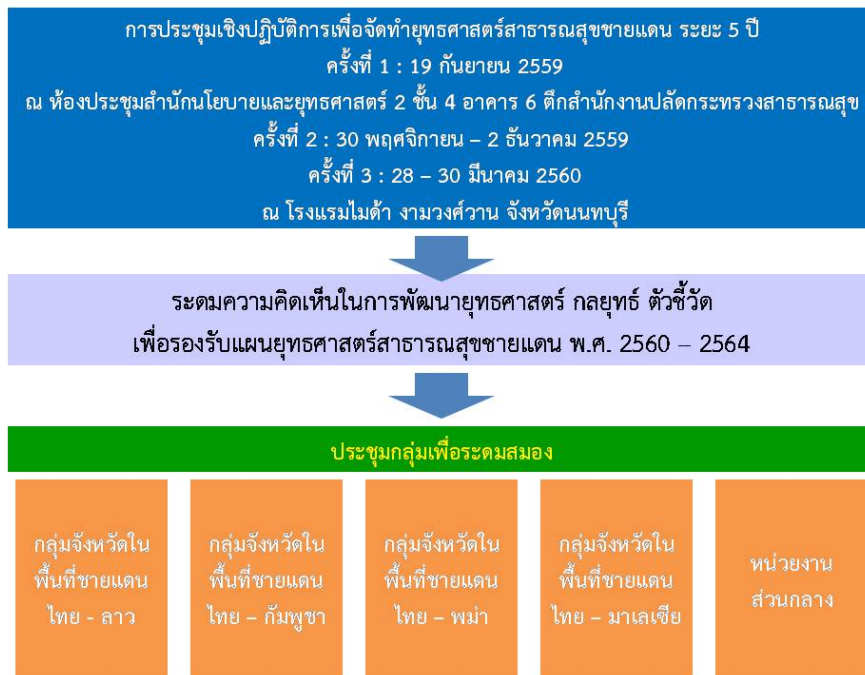 การประชุมเชิงปฏิบัติการเพื่อจัดทำยุทธศาสตร์สาธารณสุขชายแดน ระยะ 5 ปี
ครั้งที่ 1 : 19 กันยายน 2559
ณ ห้องประชุมสำนักนโยบายและยุทธศาสตร์ 2 ชั้น 4 อาคาร 6 ตึกสำนักงานปลัดกระทรวงสาธารณสุข
ครั้งที่ 2 : 30 พฤศจิกายน – 2 ธันวาคม 2559
ครั้งที่ 3 : 28 – 30 มีนาคม 2560
ณ โรงแรมไมด้า งามวงศ์วาน จังหวัดนนทบุรี
ระดมความคิดเห็นในการพัฒนายุทธศาสตร์ กลยุทธ์ ตัวชี้วัด
เพื่อรองรับแผนยุทธศาสตร์สาธารณสุขชายแดน พ.ศ. 2560 – 2564
ประชุมกลุ่มเพื่อระดมสมอง
กลุ่มจังหวัดใน
พื้นที่ชายแดน
ไทย - ลาว
กลุ่มจังหวัดใน
พื้นที่ชายแดน
ไทย – กัมพูชา
กลุ่มจังหวัดใน
พื้นที่ชายแดน
ไทย – พม่า
กลุ่มจังหวัดใน
พื้นที่ชายแดน
ไทย – มาเลเซีย
หน่วยงาน
ส่วนกลาง